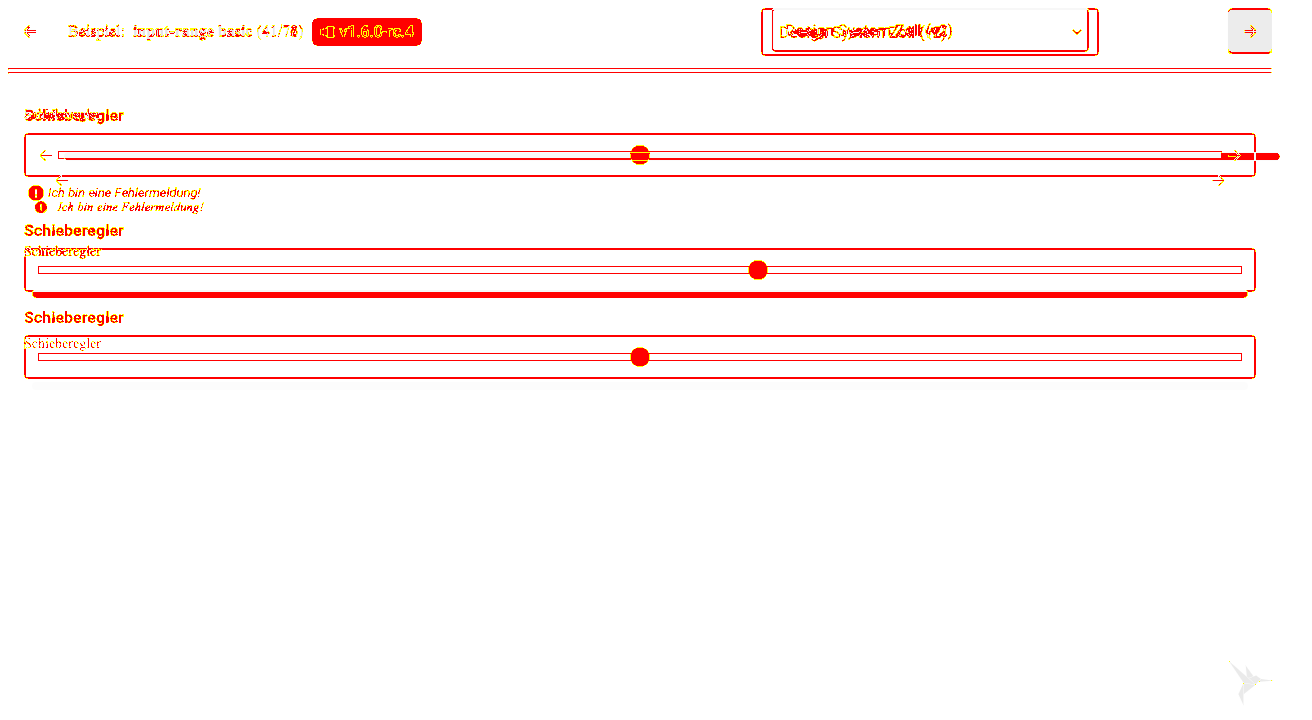 Beispiel: input-range basic (41/78) v1.6.0-rc.4
Design System Zoll (v2)
Schieberegler
Ich bin eine Fehlermeldung!
Ich bin eine Fehlermeldung!
Schieberegler
Schieberegler
Schieberegler
Schieberegler